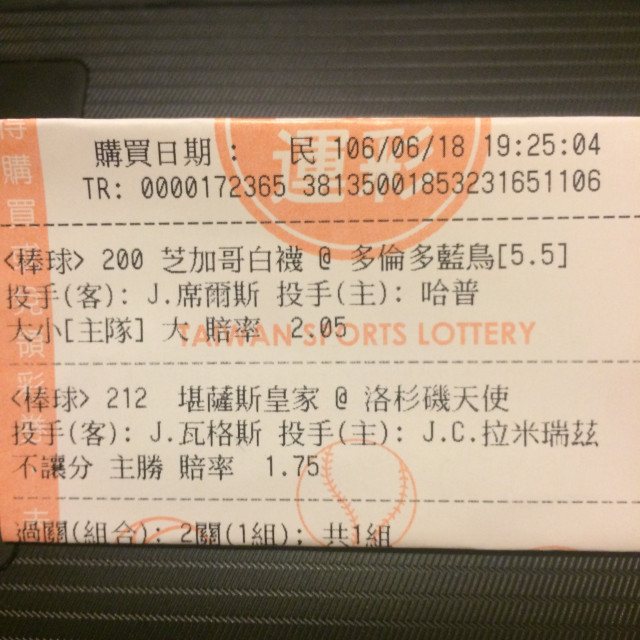 運彩
購買日期： 民 106/06/18 19:25:04
TR: 0000172365 3813500185323165​1106
<棒球> 200 芝加哥白襪 @ 多倫多藍鳥[5.5]
投手(客): J.席爾斯 投手(主): 哈普
大小[主隊] 大 賠率 2.05
TAIWAN SPORTS LOTTERY
<棒球> 212 堪薩斯皇家 @ 洛杉磯天使
投手(客): J.瓦格斯 投手(主): J.C.拉米瑞茲
不讓分 主勝 賠率 1.75
過關(組合): 2關(1組); 共1組